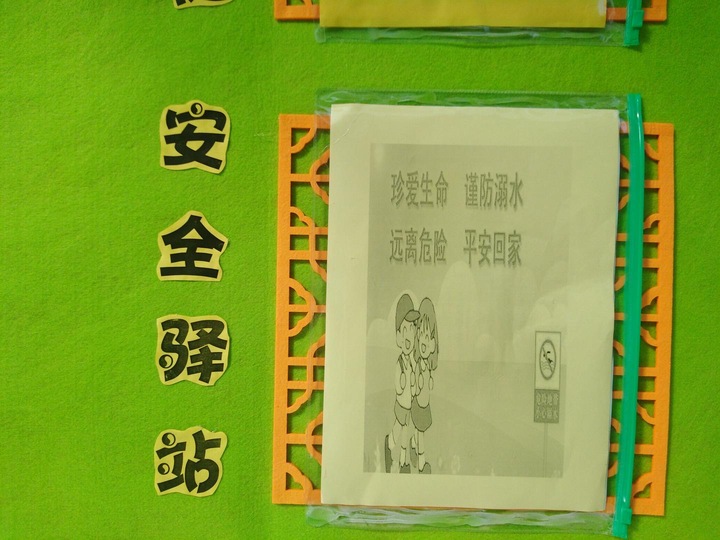 安全驿站
珍爱生命 谨防溺水
远离危险 平安回家